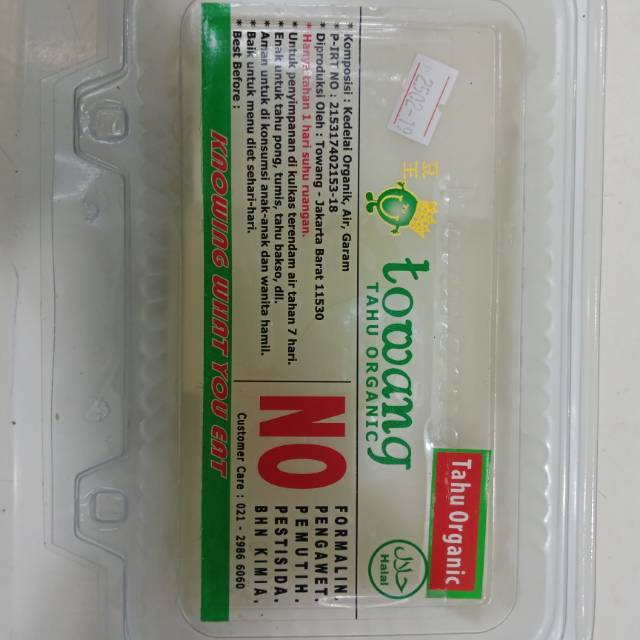 豆王
towang
TAHU ORGANIC
Tahu Organic
حلال
Halal
* Komposisi : Kedelai Organik, Air, Garam
P-IRT NO : 215317402153-18
* Diproduksi Oleh : Towang - Jakarta Barat 11530
* Hanya tahan 1 hari suhu ruangan.
Untuk penyimpanan di kulkas terendam air tahan 7 hari.
* Enak untuk tahu pong, tumis, tahu bakso, dll.
* Aman untuk di konsumsi anak-anak dan wanita hamil.
* Baik untuk menu diet sehari-hari.
* Best Before :
NO
FORMALIN.
PENGAWET.
PEMUTIH.
PESTISIDA.
BHN KIMIA.
Customer Care : 021 - 2986 6060
KNOWING WHAT YOU EAT